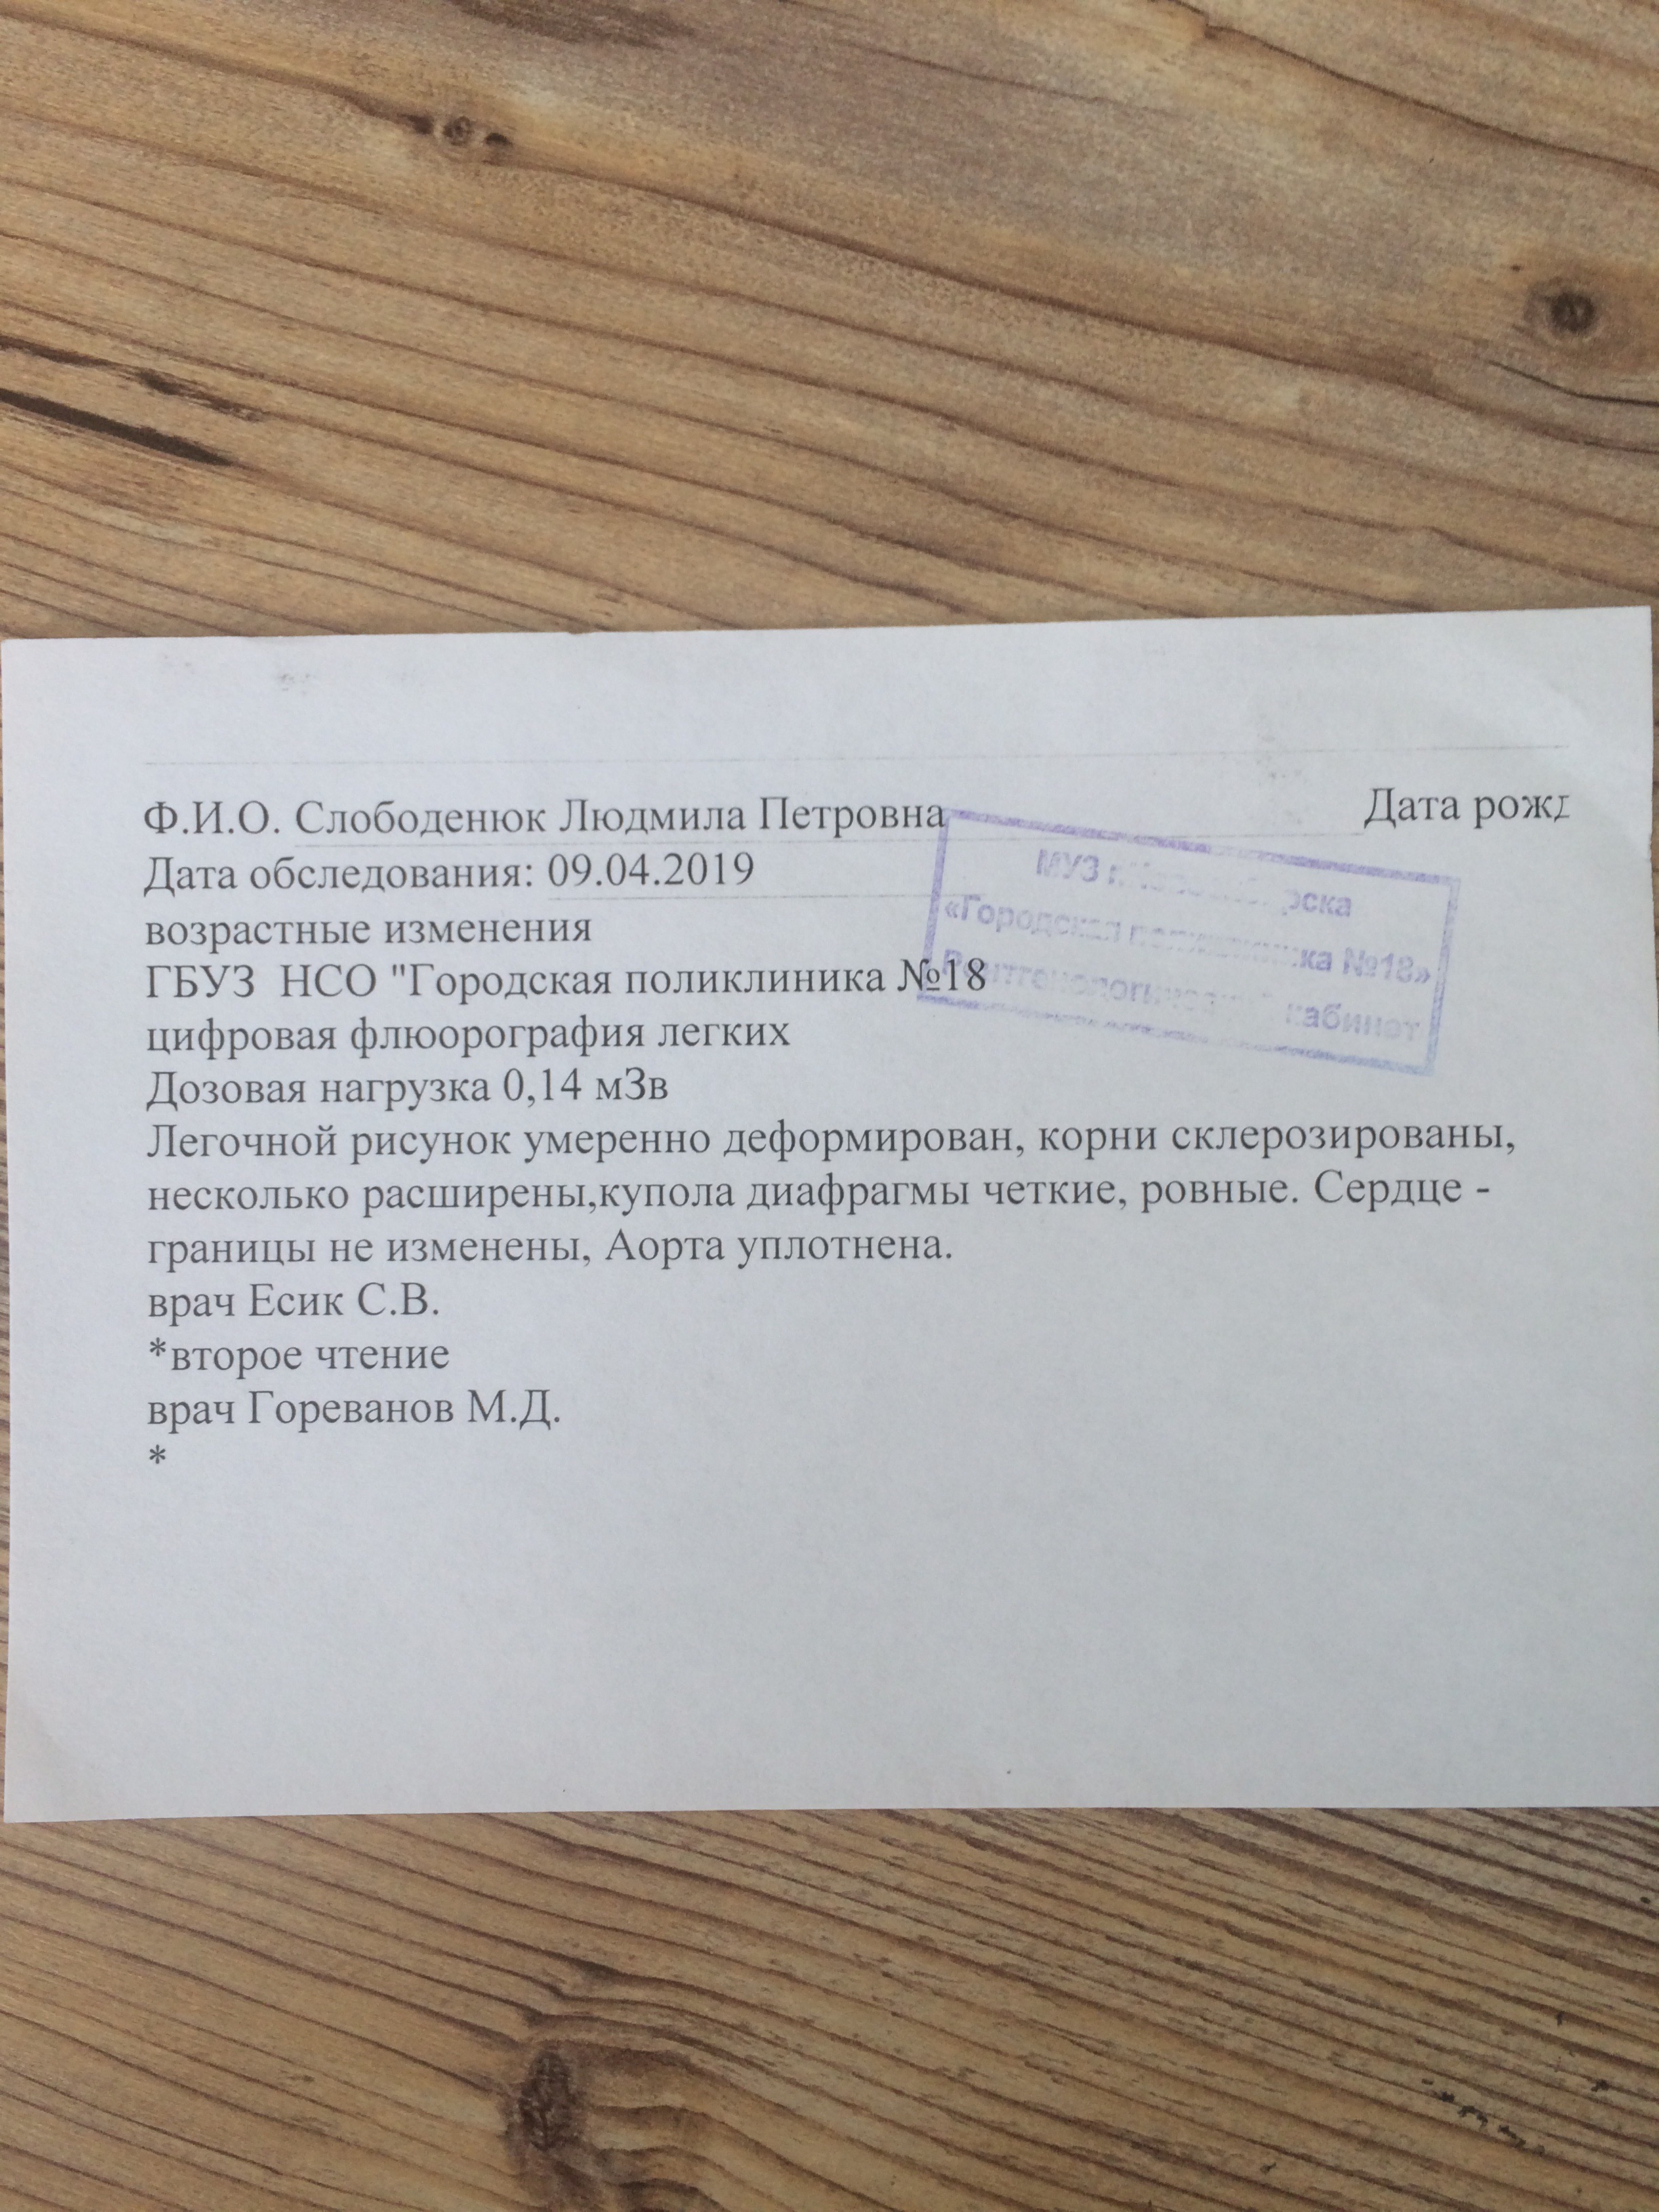 Ф.И.О. Слободенюк Людмила Петровна Дата рожд
Дата обследования: 09.04.2019
возрастные изменения
ГБУЗ НСО "Городская поликлиника №18
цифровая флюорография легких
Дозовая нагрузка 0,14 мЗв
Легочной рисунок умеренно деформирован, корни склерозированы,
несколько расширены,купола диафрагмы четкие, ровные. Сердце -
границы не изменены, Аорта уплотнена.
врач Есик С.В.
*второе чтение
врач Гореванов М.Д.
*
МУЗ г.
«Городская поликлиника №18»
Рентгенологический кабинет